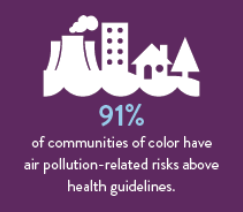 91%
of communities of color have
air pollution-related risks above
health guidelines.